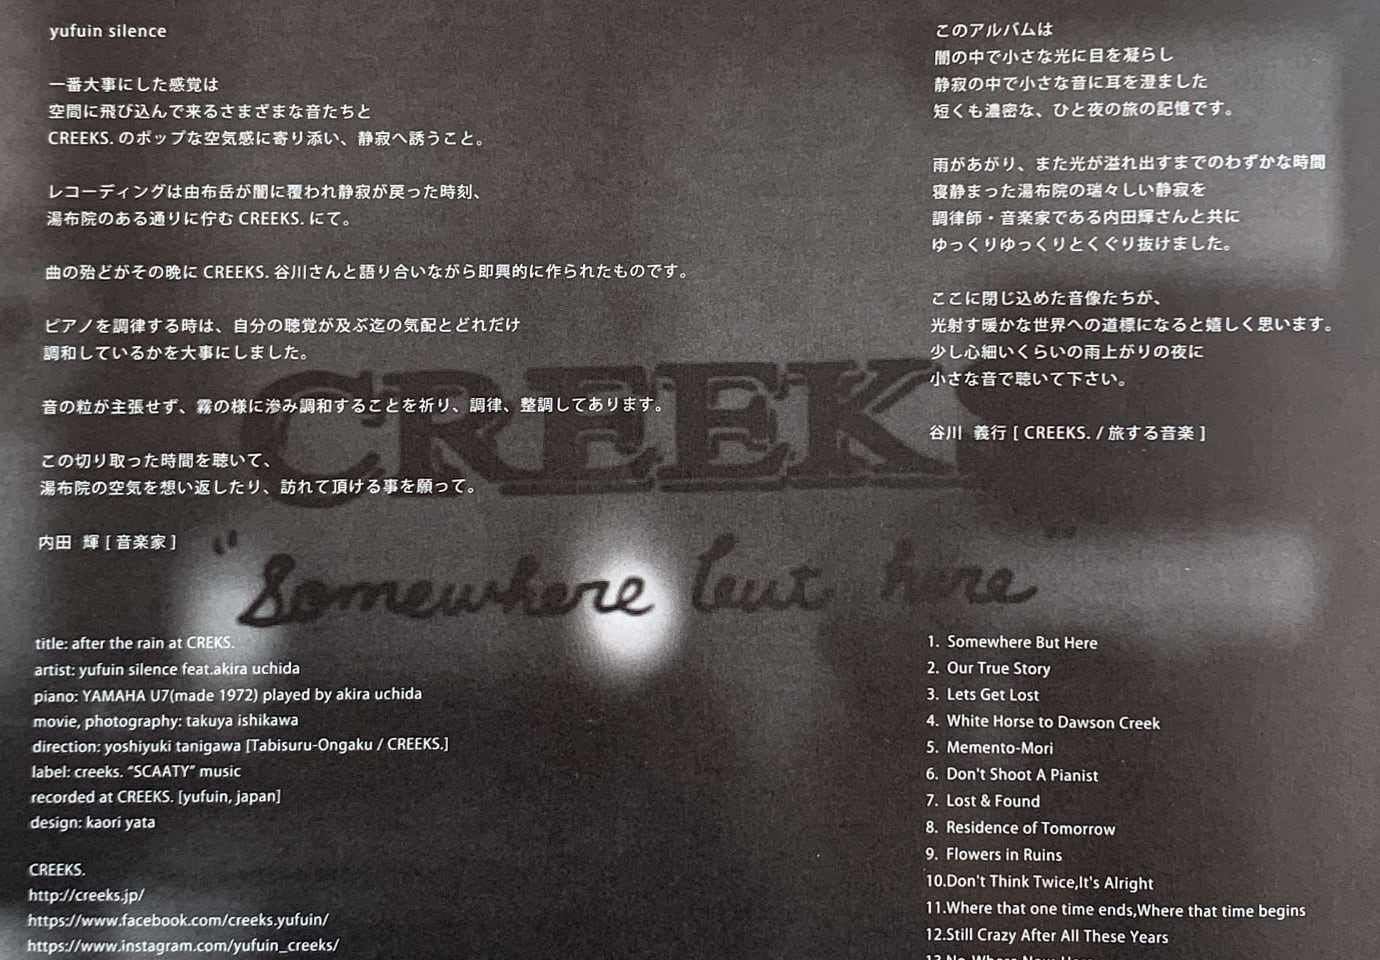 yufuin silence
一番大事にした感覚は
空間に飛び込んで来るさまざまな音たちと
CREEKS. のポップな空気感に寄り添い、静寂へ誘うこと。
レコーディングは由布岳が闇に覆われ静寂が戻った時刻、
湯布院のある通りに佇む CREEKS. にて。
曲の殆どがその晩に CREEKS. 谷川さんと語り合いながら即興的に作られたものです。
ピアノを調律する時は、自分の聴覚が及ぶ迄の気配とどれだけ
調和しているかを大事にしました。
音の粒が主張せず、霧の様に滲み調和することを祈り、調律、整調してあります。
この切り取った時間を聴いて、
湯布院の空気を想い返したり、訪れて頂ける事を願って。
内田 輝 [ 音楽家 ]
このアルバムは
闇の中で小さな光に目を凝らし
静寂の中で小さな音に耳を澄ました
短くも濃密な、ひと夜の旅の記憶です。
雨があがり、また光が溢れ出すまでのわずかな時間
寝静まった湯布院の瑞々しい静寂を
調律師・音楽家である内田輝さんと共に
ゆっくりゆっくりとくぐり抜けました。
ここに閉じ込めた音像たちが、
光射す暖かな世界への道標になると嬉しく思います。
少し心細いくらいの雨上がりの夜に
小さな音で聴いて下さい。
谷川 義行 [ CREEKS. / 旅する音楽 ]
CREEKS
"Somewhere but here"
title: after the rain at CREKS.
artist: yufuin silence feat.akira uchida
piano: YAMAHA U7(made 1972) played by akira uchida
movie, photography: takuya ishikawa
direction: yoshiyuki tanigawa [Tabisuru-Ongaku / CREEKS.]
label: creeks. “SCAATY” music
recorded at CREEKS. [yufuin, japan]
design: kaori yata
CREEKS.
http://creeks.jp/
https://www.facebook.com/creeks.yufuin/
https://www.instagram.com/yufuin_creeks/
1. Somewhere But Here
2. Our True Story
3. Lets Get Lost
4. White Horse to Dawson Creek
5. Memento-Mori
6. Don't Shoot A Pianist
7. Lost & Found
8. Residence of Tomorrow
9. Flowers in Ruins
10.Don't Think Twice,It's Alright
11.Where that one time ends,Where that time begins
12.Still Crazy After All These Years
13.No-Where Now-Here